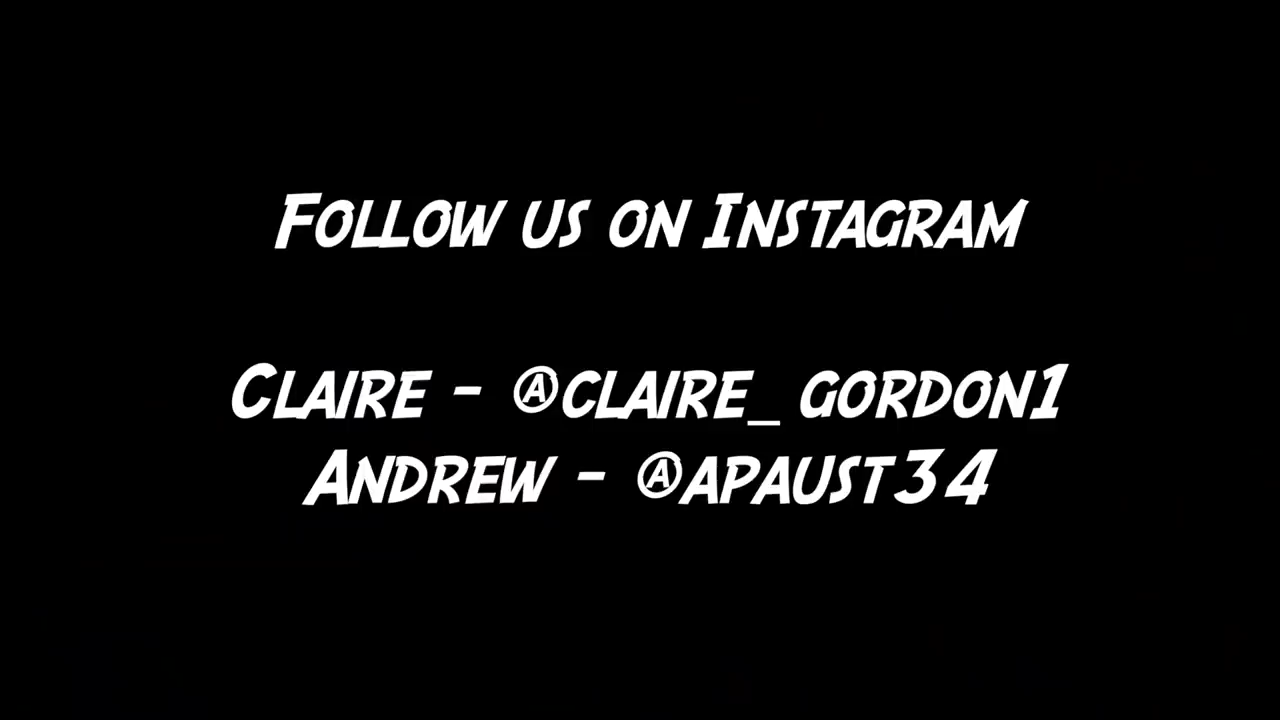 Follow us on Instagram
Claire - @claire_gordon1
Andrew - @apaust34